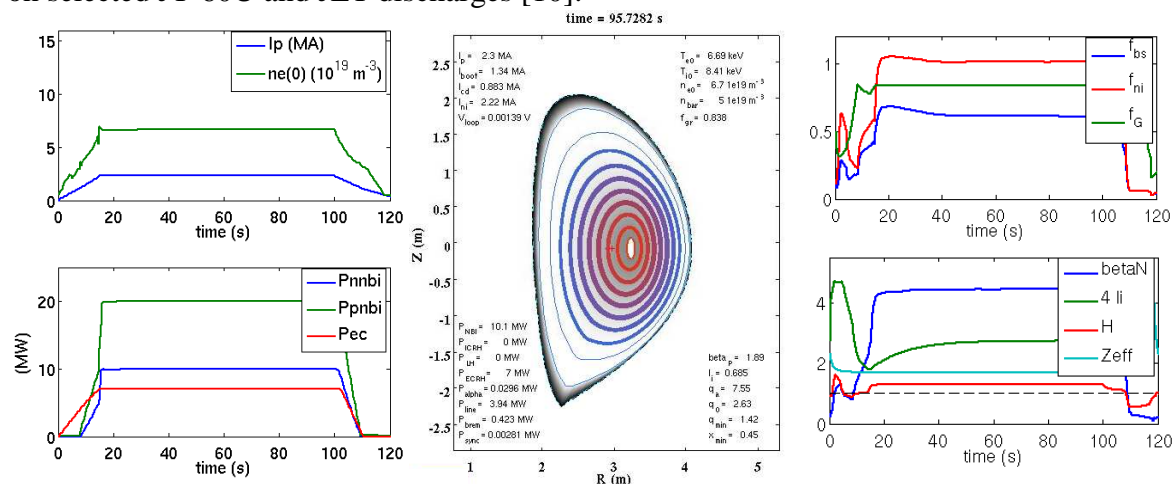 on selected JT-60U and JET discharges [10].
time = 95.7282 s
15
10
5
0
Ip (MA)
ne(0) (10^19 m^-3)
0 20 40 60 80 100 120
time (s)
20
10
0
(MW)
Pnnbi
Ppnbi
Pec
0 20 40 60 80 100 120
time (s)
I_p = 2.3 MA
I_boot = 1.34 MA
I_cd = 0.883 MA
I_ni = 2.22 MA
V_loop = 0.00139 V
T_e0 = 6.69 keV
T_i0 = 8.41 keV
n_e0 = 6.71e19 m^-3
n_bar = 5 1e19 m^-3
f_gr = 0.838
2.5
2
1.5
1
0.5
0
-0.5
-1
-1.5
-2
-2.5
Z (m)
P_NBI = 10.1 MW
P_ICRH = 0 MW
P_LH = 0 MW
P_ECRH = 7 MW
P_alpha = 0.0296 MW
P_line = 3.94 MW
P_brem = 0.423 MW
P_sync = 0.00281 MW
beta_p = 1.89
l_i = 0.685
q_a = 7.55
q_0 = 2.63
q_min = 1.42
x_min = 0.45
1 2 3 4 5
R (m)
1
0.5
0
f_bs
f_ni
f_G
0 20 40 60 80 100 120
time (s)
4
2
0
betaN
4 li
H
Zeff
0 20 40 60 80 100 120
time (s)